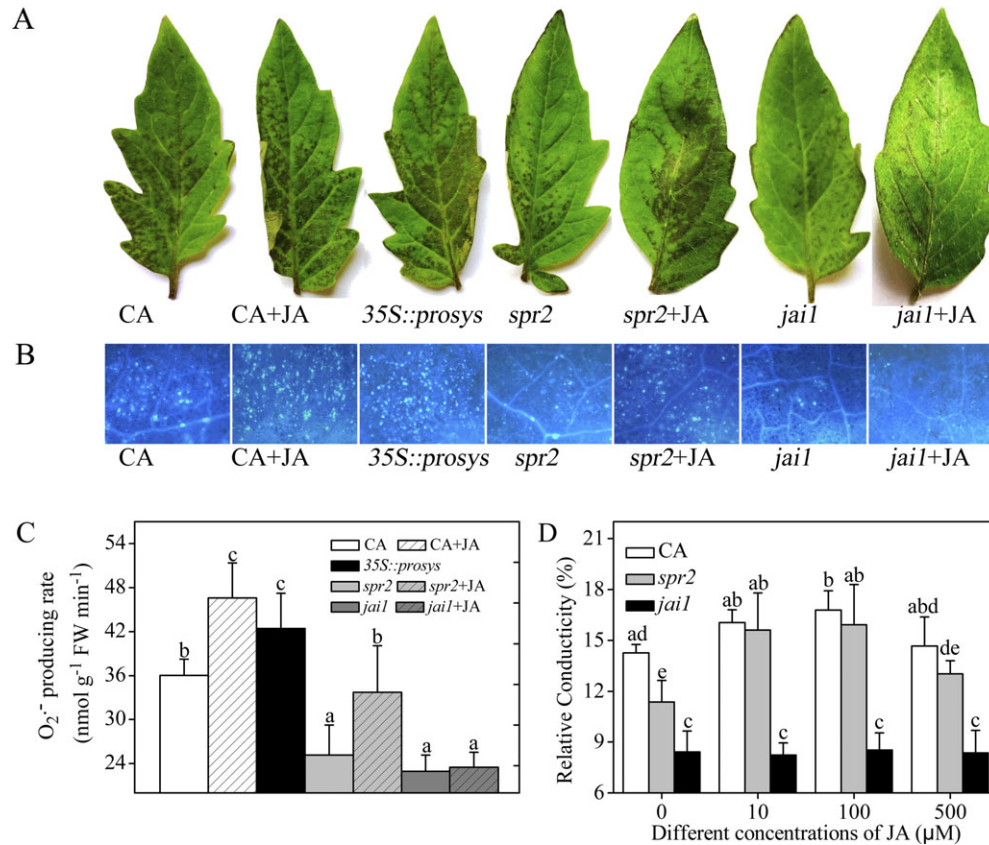 A
CA CA+JA 35S::prosys spr2 spr2+JA jai1 jai1+JA
B
CA CA+JA 35S::prosys spr2 spr2+JA jai1 jai1+JA
C
O₂·⁻ producing rate
(nmol g⁻¹ FW min⁻¹)
54
48
42
36
30
24
CA CA+JA
35S::prosys
spr2 spr2+JA
jai1 jai1+JA
b c c a b a a
D
Relative Conducticity (%)
21
18
15
12
9
6
CA
spr2
jai1
ad e c ab ab c b ab c abd de c
0 10 100 500
Different concentrations of JA (μM)